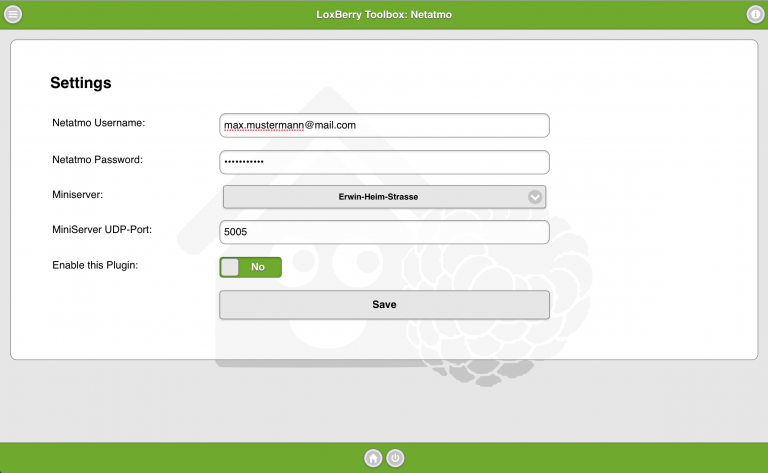 LoxBerry Toolbox: Netatmo
Settings
Netatmo Username:
max.mustermann@mail.com
Netatmo Password:
•••••••••••
Miniserver:
Erwin-Heim-Strasse
MiniServer UDP-Port:
5005
Enable this Plugin:
No
Save